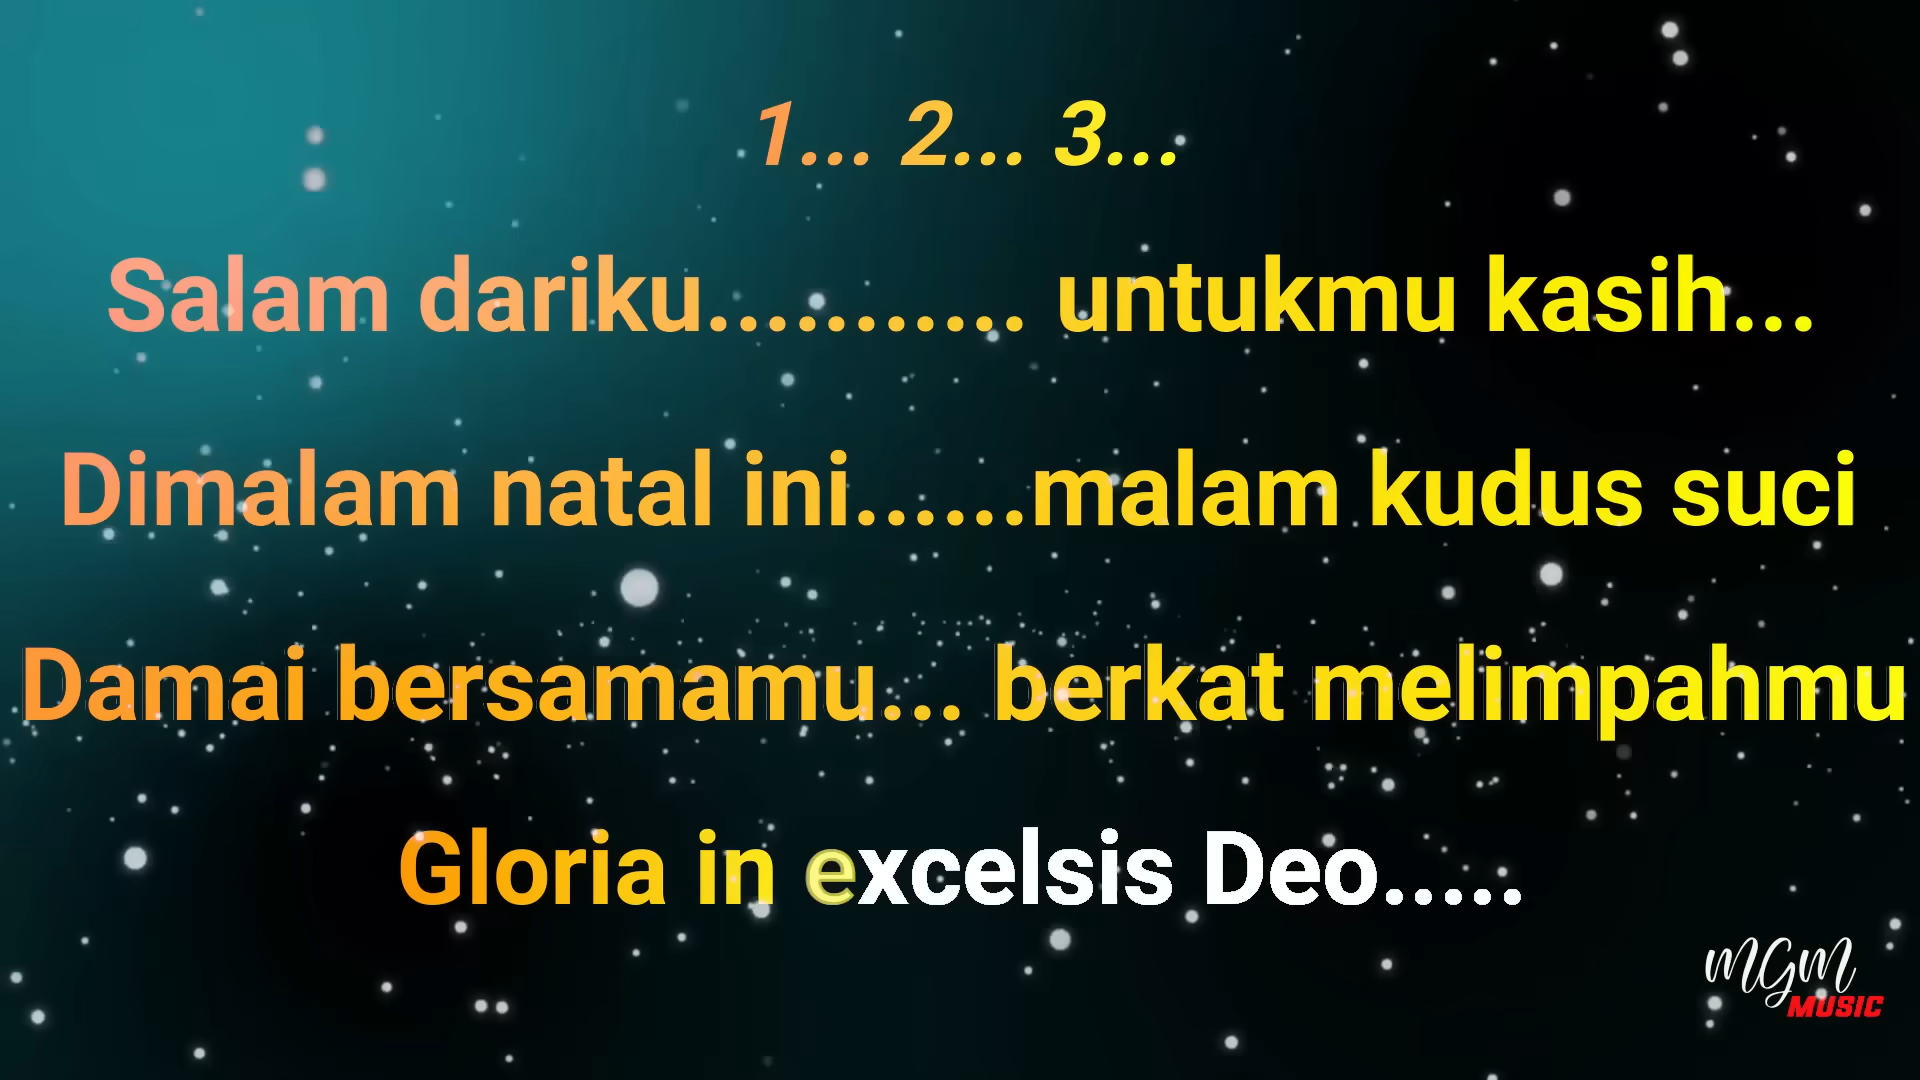 1... 2... 3...
Salam dariku........... untukmu kasih...
Dimalam natal ini......malam kudus suci
Damai bersamamu... berkat melimpahmu
Gloria in excelsis Deo.....
MGM
MUSIC